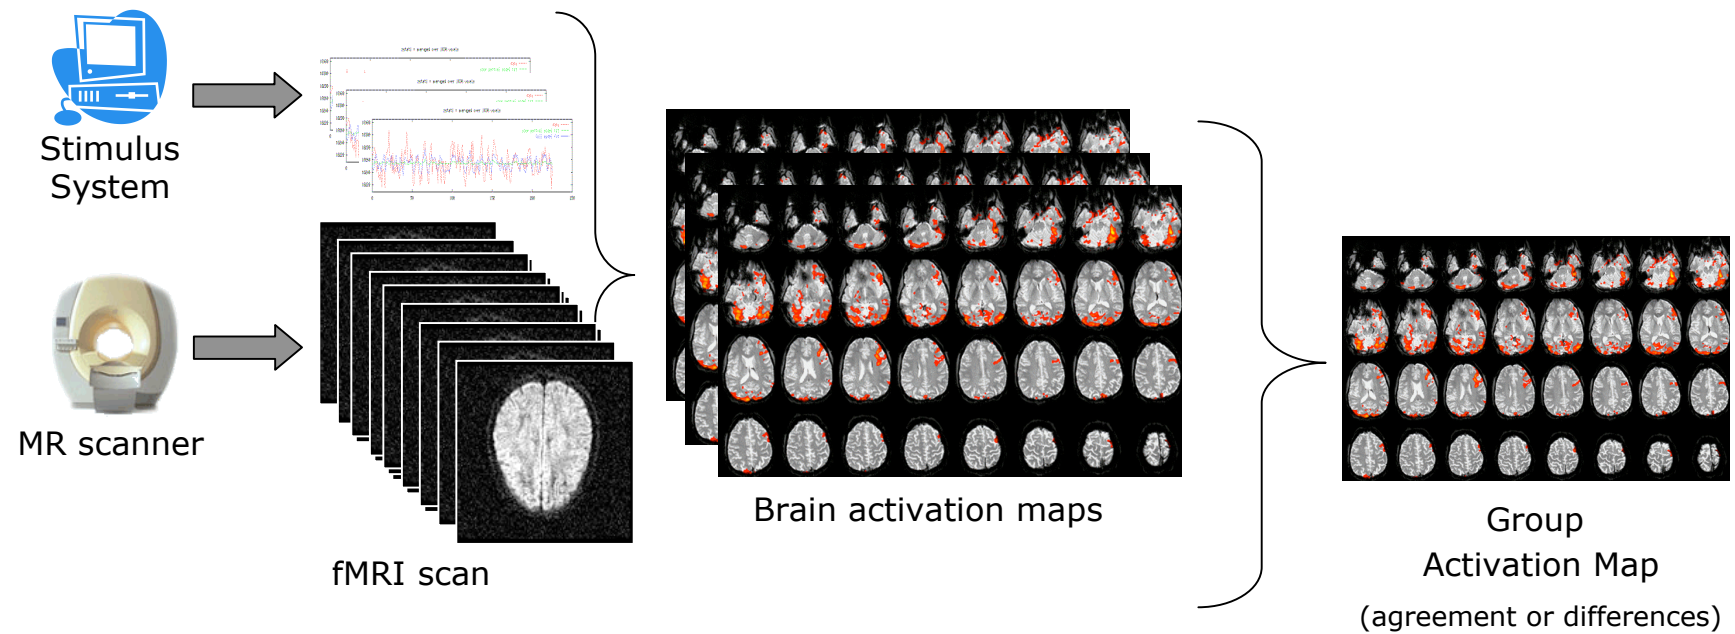 Stimulus
System
MR scanner
fMRI scan
Brain activation maps
Group
Activation Map
(agreement or differences)